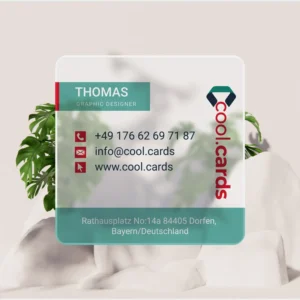 THOMAS
GRAPHIC DESIGNER
+49 176 62 69 71 87
info@cool.cards
www.cool.cards
cool.cards
Rathausplatz No:14a 84405 Dorfen,
Bayern/Deutschland